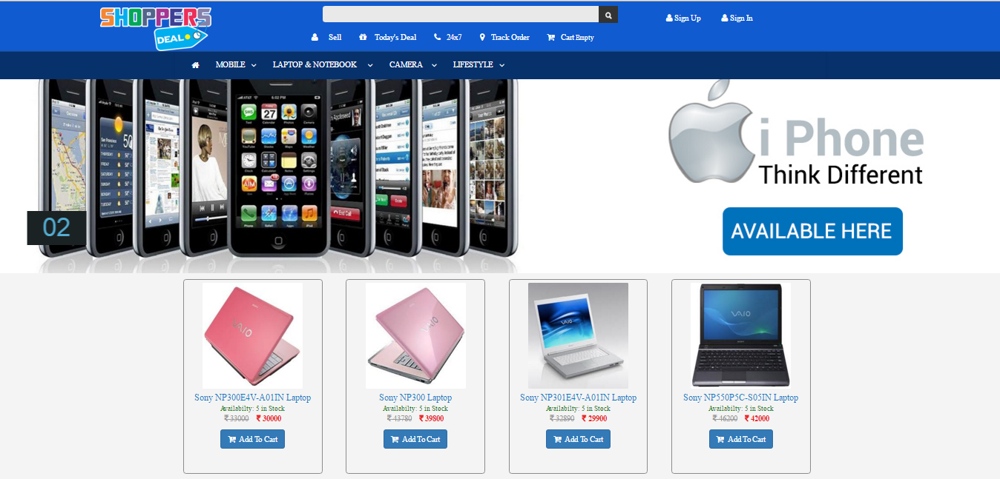 SHOPPERS
DEAL
Sign Up
Sign In
Sell
Today's Deal
24x7
Track Order
Cart Empty
MOBILE
LAPTOP & NOTEBOOK
CAMERA
LIFESTYLE
02
i Phone
Think Different
AVAILABLE HERE
VAIO
Sony NP300E4V-A01IN Laptop
Availabilty: 5 in Stock
₹ 33000 ₹ 30000
Add To Cart
VAIO
Sony NP300 Laptop
Availabilty: 5 in Stock
₹ 43780 ₹ 39800
Add To Cart
VAIO
Sony NP301E4V-A01IN Laptop
Availabilty: 5 in Stock
₹ 32890 ₹ 29900
Add To Cart
VAIO
Sony NP550P5C-S05IN Laptop
Availabilty: 5 in Stock
₹ 46200 ₹ 42000
Add To Cart